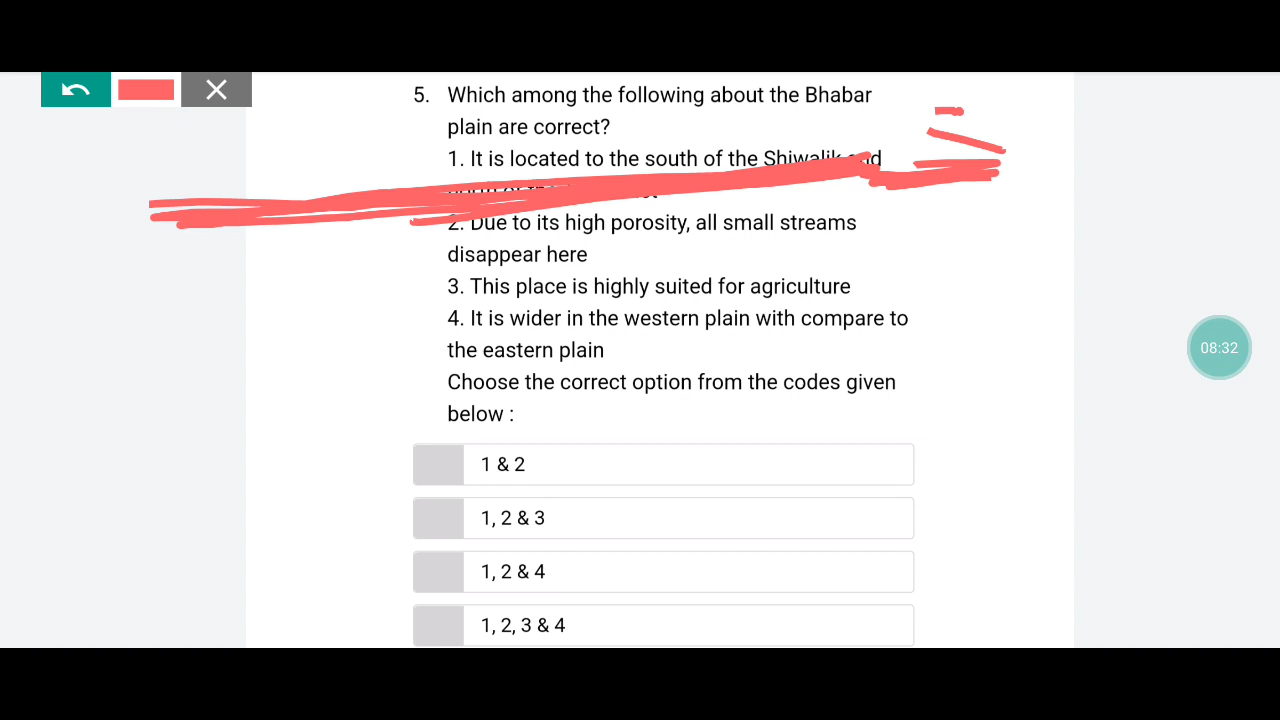 5. Which among the following about the Bhabar
plain are correct?
1. It is located to the south of the Shiwalik and
2. Due to its high porosity, all small streams
disappear here
3. This place is highly suited for agriculture
4. It is wider in the western plain with compare to
the eastern plain
Choose the correct option from the codes given
below :
1 & 2
1, 2 & 3
1, 2 & 4
1, 2, 3 & 4
08:32